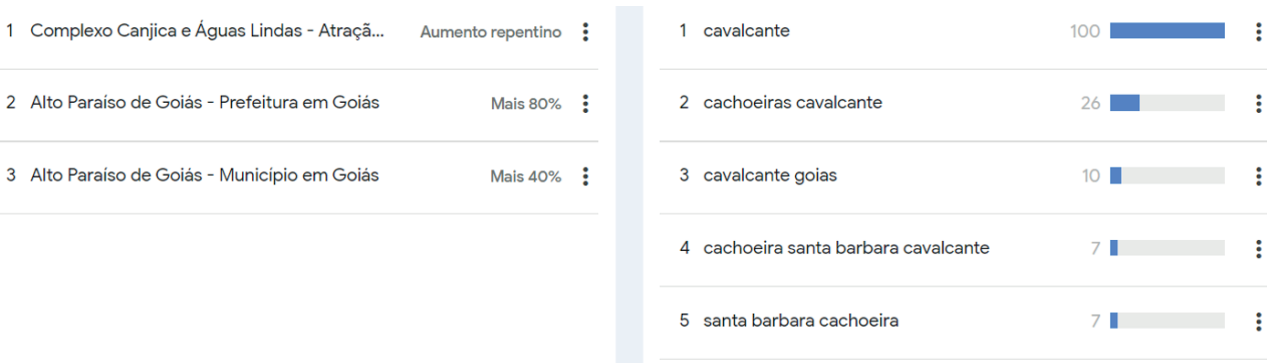 1 Complexo Canjica e Águas Lindas - Atraçã... Aumento repentino
2 Alto Paraíso de Goiás - Prefeitura em Goiás Mais 80%
3 Alto Paraíso de Goiás - Município em Goiás Mais 40%
1 cavalcante 100
2 cachoeiras cavalcante 26
3 cavalcante goias 10
4 cachoeira santa barbara cavalcante 7
5 santa barbara cachoeira 7